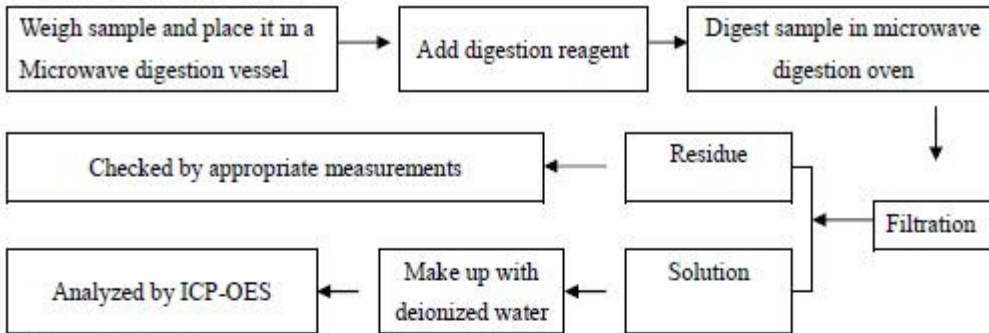 Weigh sample and place it in a
Microwave digestion vessel
Add digestion reagent
Digest sample in microwave
digestion oven
Checked by appropriate measurements
Residue
Filtration
Analyzed by ICP-OES
Make up with
deionized water
Solution